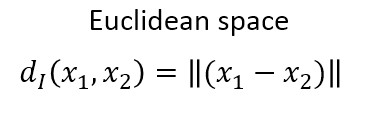 Euclidean space
d_I(x_1, x_2) = ‖(x_1 − x_2)‖